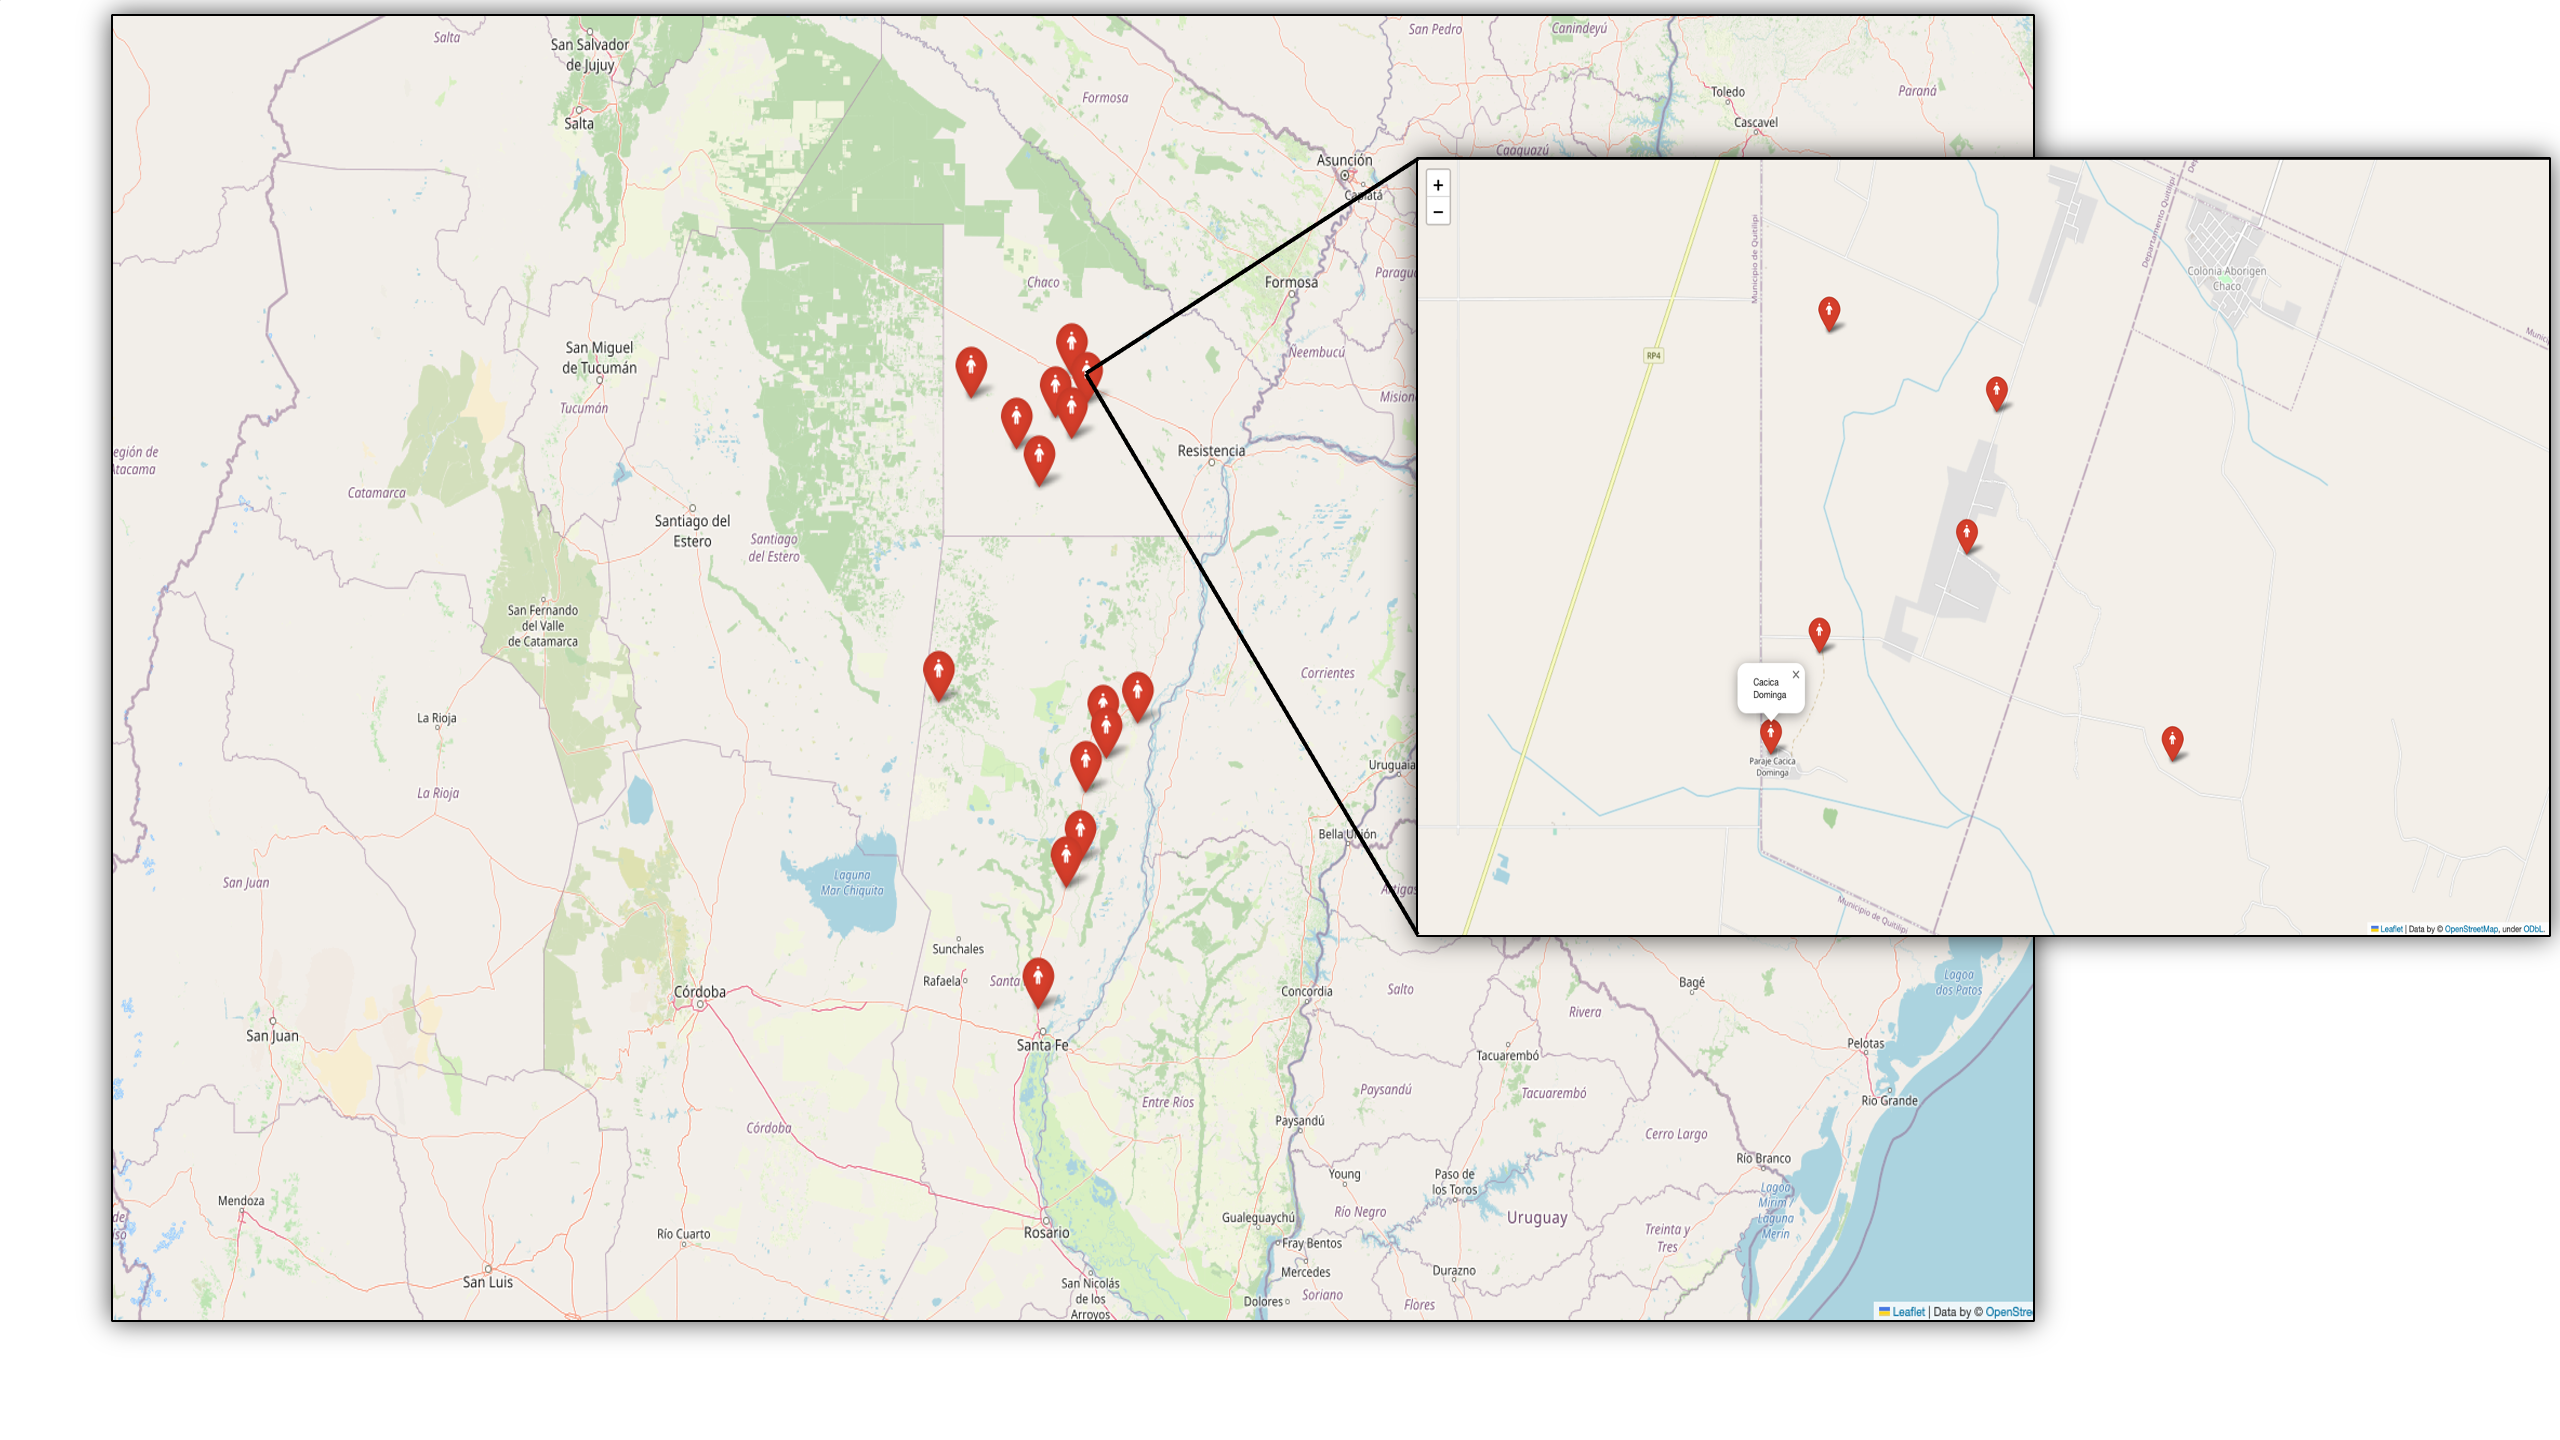 Salta
San Salvador
de Jujuy
Salta
Formosa
San Pedro
Canindeyú
Toledo
Paraná
Cascavel
Caaguazú
Asunción
Capiatá
Chaco
Formosa
Paragu
Ñeembucú
Mision
San Miguel
de Tucumán
Tucumán
egión de
Atacama
Catamarca
Santiago del
Estero
Santiago
del Estero
Resistencia
San Fernando
del Valle
de Catamarca
Corrientes
La Rioja
La Rioja
Uruguaia
Bella Unión
Artigas
San Juan
Laguna
Mar Chiquita
Sunchales
Rafaela
Santa
Córdoba
Concordia
Salto
Bagé
Lagoa
dos Patos
Rivera
San Juan
Santa Fe
Tacuarembó
Pelotas
Paysandú
Tacuarembó
Rio Grande
Entre Ríos
Paysandú
Córdoba
Cerro Largo
Río Branco
Young
Paso de
los Toros
Lagoa
Mirim /
Laguna
Merín
Mendoza
Río Negro
Gualeguaychú
Uruguay
Treinta y
Tres
Río Cuarto
Rosario
Fray Bentos
Mercedes
Durazno
San Luis
San Nicolás
de los
Arroyos
Dolores
Soriano
Flores
Leaflet | Data by © OpenStre
+
−
Municipio de Quitilipi
Departamento Quitilipi
Colonia Aborigen
Chaco
RP4
Cacica
Dominga
×
Paraje Cacica
Dominga
Municipio de Quitilipi
Leaflet | Data by © OpenStreetMap, under ODbL.